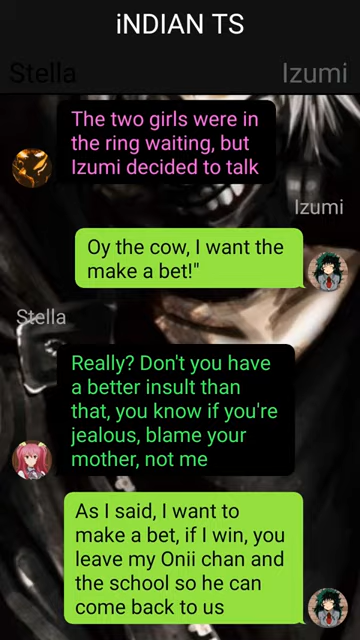 iNDIAN TS
Stella
Izumi
The two girls were in
the ring waiting, but
Izumi decided to talk
Izumi
Oy the cow, I want the
make a bet!"
Stella
Really? Don't you have
a better insult than
that, you know if you're
jealous, blame your
mother, not me
As I said, I want to
make a bet, if I win, you
leave my Onii chan and
the school so he can
come back to us